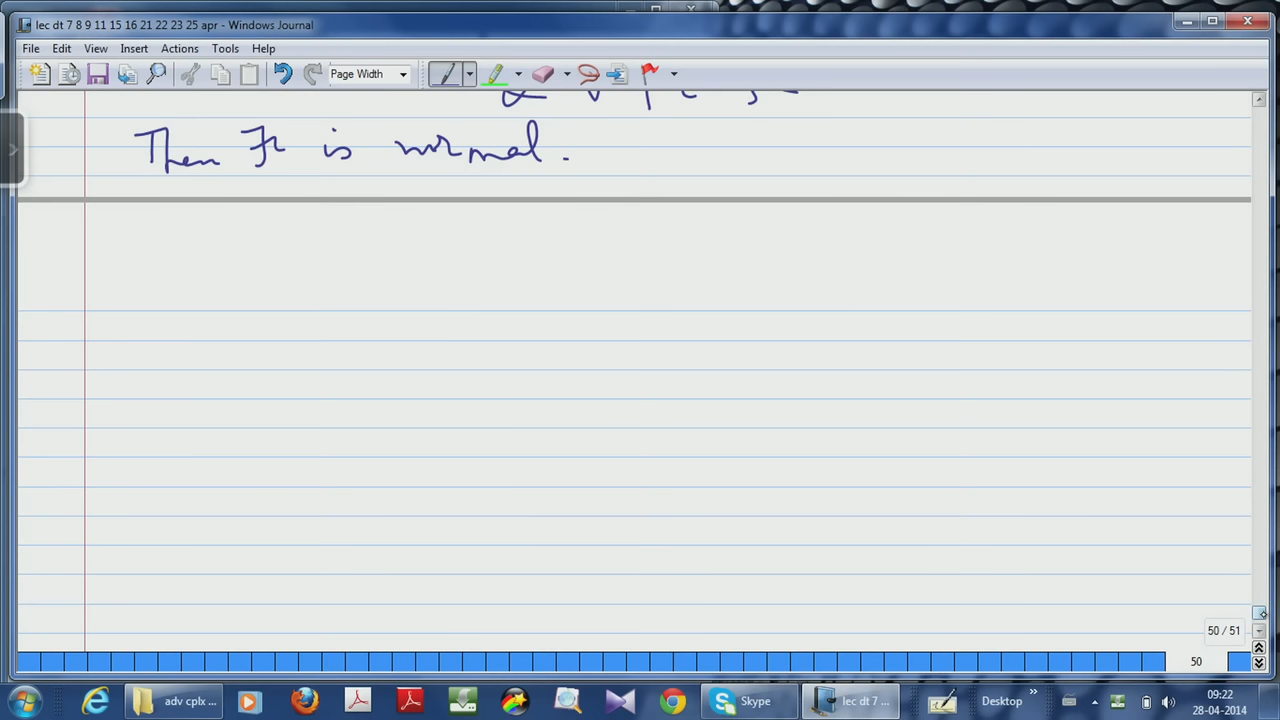 lec dt 7 8 9 11 15 16 21 22 23 25 apr - Windows Journal
File Edit View Insert Actions Tools Help
Page Width
Then F is normal.
50 / 51
50
adv cplx ... Skype lec dt 7 ... Desktop
09:22
28-04-2014